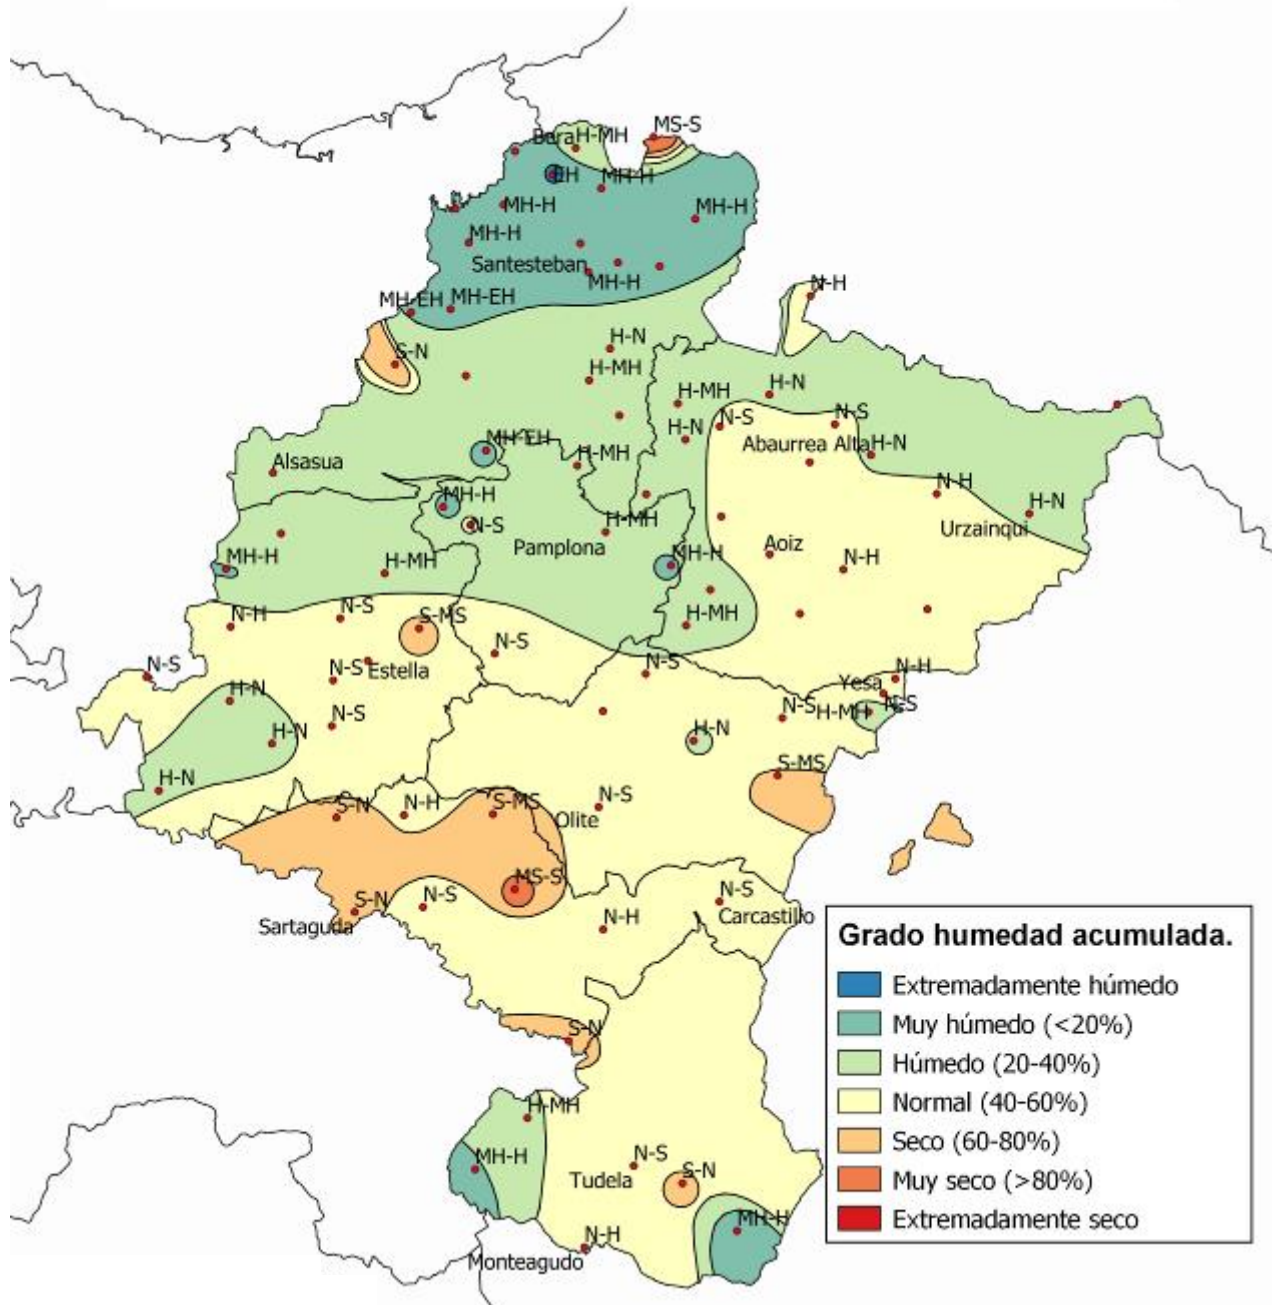 MS-S
Bera
H-MH
EH
MH-H
MH-H
MH-H
MH-H
Santesteban
MH-H
MH-EH
MH-EH
N-H
S-N
H-N
H-MH
H-N
H-MH
N-S
N-S
H-N
Abaurrea Alta
H-N
MH-EH
H-MH
Alsasua
N-H
MH-H
H-N
N-S
H-MH
Pamplona
Urzainqui
Aoiz
MH-H
MH-H
N-H
H-MH
N-S
N-H
S-MS
H-MH
N-S
N-S
N-S
N-S
Estella
N-H
Yesa
H-N
N-S
H-MH
N-S
N-S
H-N
H-N
S-MS
H-N
S-N
N-H
S-MS
N-S
Olite
MS-S
S-N
N-S
N-S
Sartaguda
N-H
Carcastillo
S-N
H-MH
MH-H
N-S
Tudela
S-N
MH-H
N-H
Monteagudo
Grado humedad acumulada.
Extremadamente húmedo
Muy húmedo (<20%)
Húmedo (20-40%)
Normal (40-60%)
Seco (60-80%)
Muy seco (>80%)
Extremadamente seco